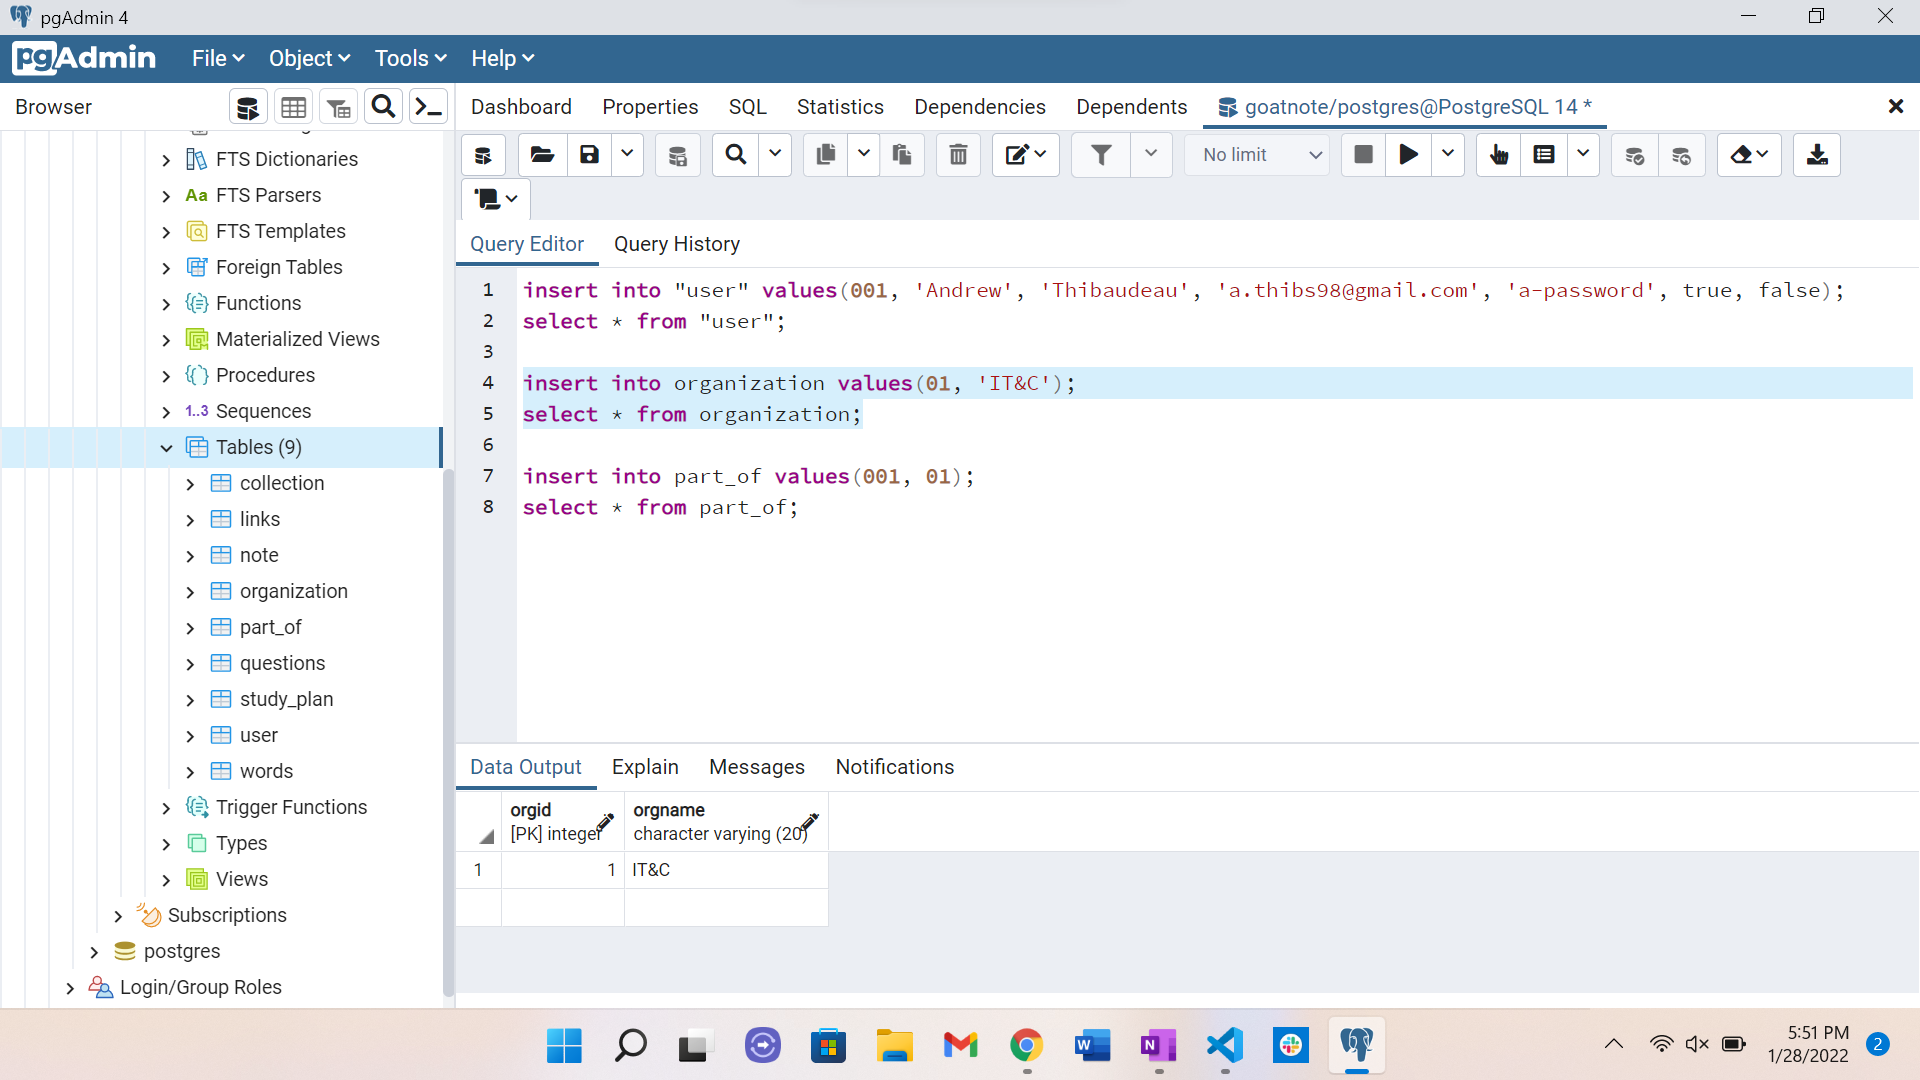 pgAdmin 4
pgAdmin File Object Tools Help
Browser
Dashboard Properties SQL Statistics Dependencies Dependents goatnote/postgres@PostgreSQL 14 *
No limit
FTS Dictionaries
Aa FTS Parsers
FTS Templates
Foreign Tables
Functions
Materialized Views
Procedures
1..3 Sequences
Tables (9)
collection
links
note
organization
part_of
questions
study_plan
user
words
Trigger Functions
Types
Views
Subscriptions
postgres
Login/Group Roles
Query Editor Query History
1 insert into "user" values(001, 'Andrew', 'Thibaudeau', 'a.thibs98@gmail.com', 'a-password', true, false);
2 select * from "user";
3
4 insert into organization values(01, 'IT&C');
5 select * from organization;
6
7 insert into part_of values(001, 01);
8 select * from part_of;
Data Output Explain Messages Notifications
orgid orgname
[PK] integer character varying (20)
1 1 IT&C
5:51 PM
1/28/2022
2